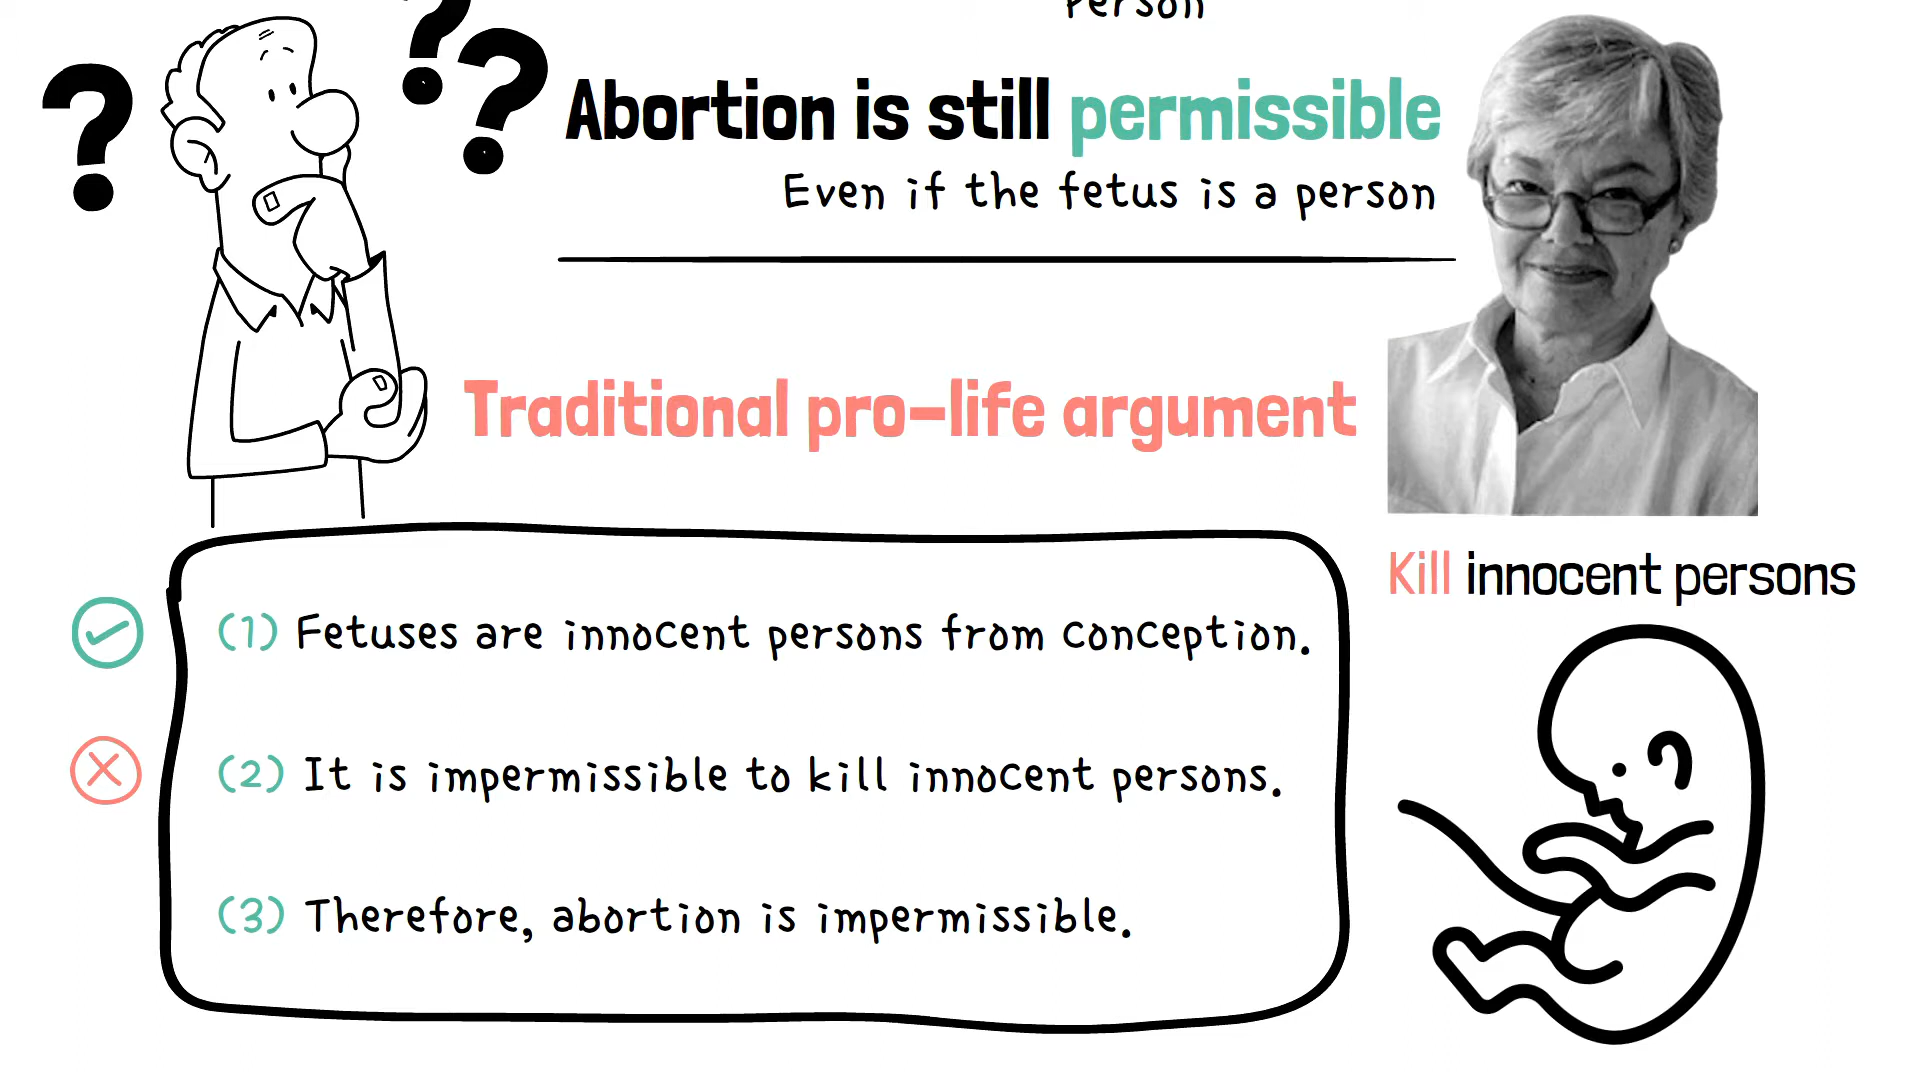 Person
? ? ?
Abortion is still permissible
Even if the fetus is a person
Traditional pro-life argument
Kill innocent persons
(1) Fetuses are innocent persons from conception.
(2) It is impermissible to kill innocent persons.
(3) Therefore, abortion is impermissible.